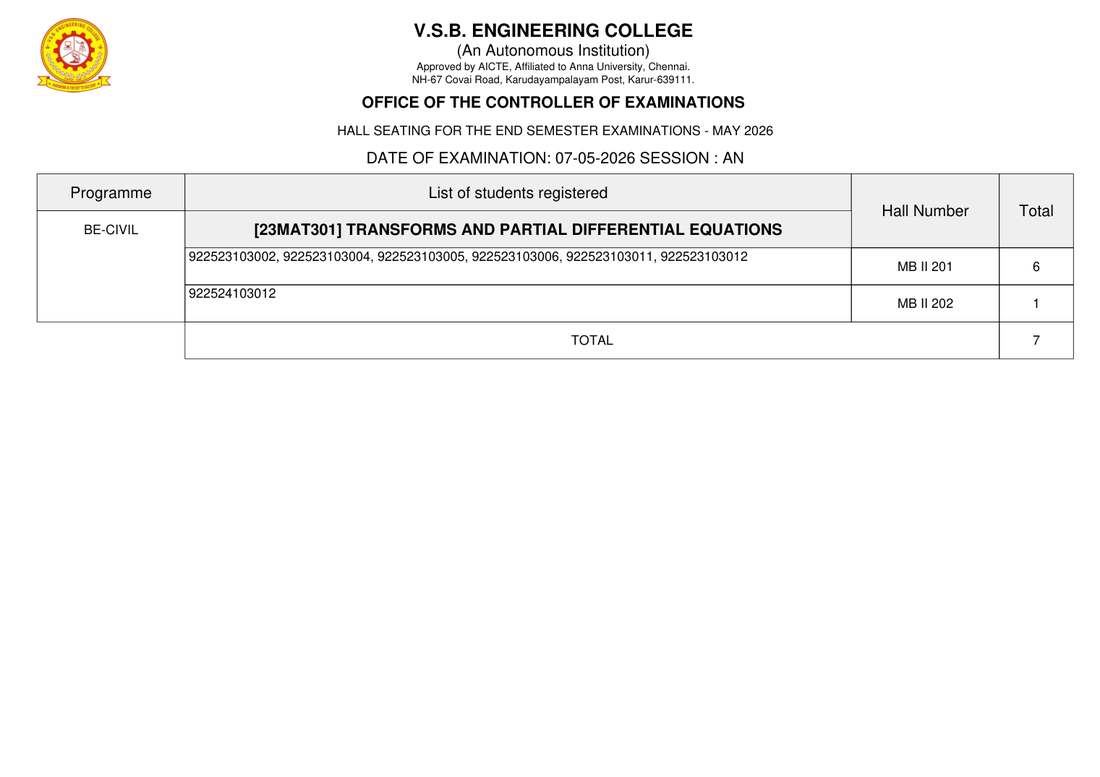 V.S.B. ENGINEERING COLLEGE
(An Autonomous Institution)
Approved by AICTE, Affiliated to Anna University, Chennai.
NH-67 Covai Road, Karudayampalayam Post, Karur-639111.
OFFICE OF THE CONTROLLER OF EXAMINATIONS
HALL SEATING FOR THE END SEMESTER EXAMINATIONS - MAY 2026
DATE OF EXAMINATION: 07-05-2026 SESSION : AN
Programme List of students registered Hall Number Total
BE-CIVIL [23MAT301] TRANSFORMS AND PARTIAL DIFFERENTIAL EQUATIONS
922523103002, 922523103004, 922523103005, 922523103006, 922523103011, 922523103012 MB II 201 6
922524103012 MB II 202 1
TOTAL 7